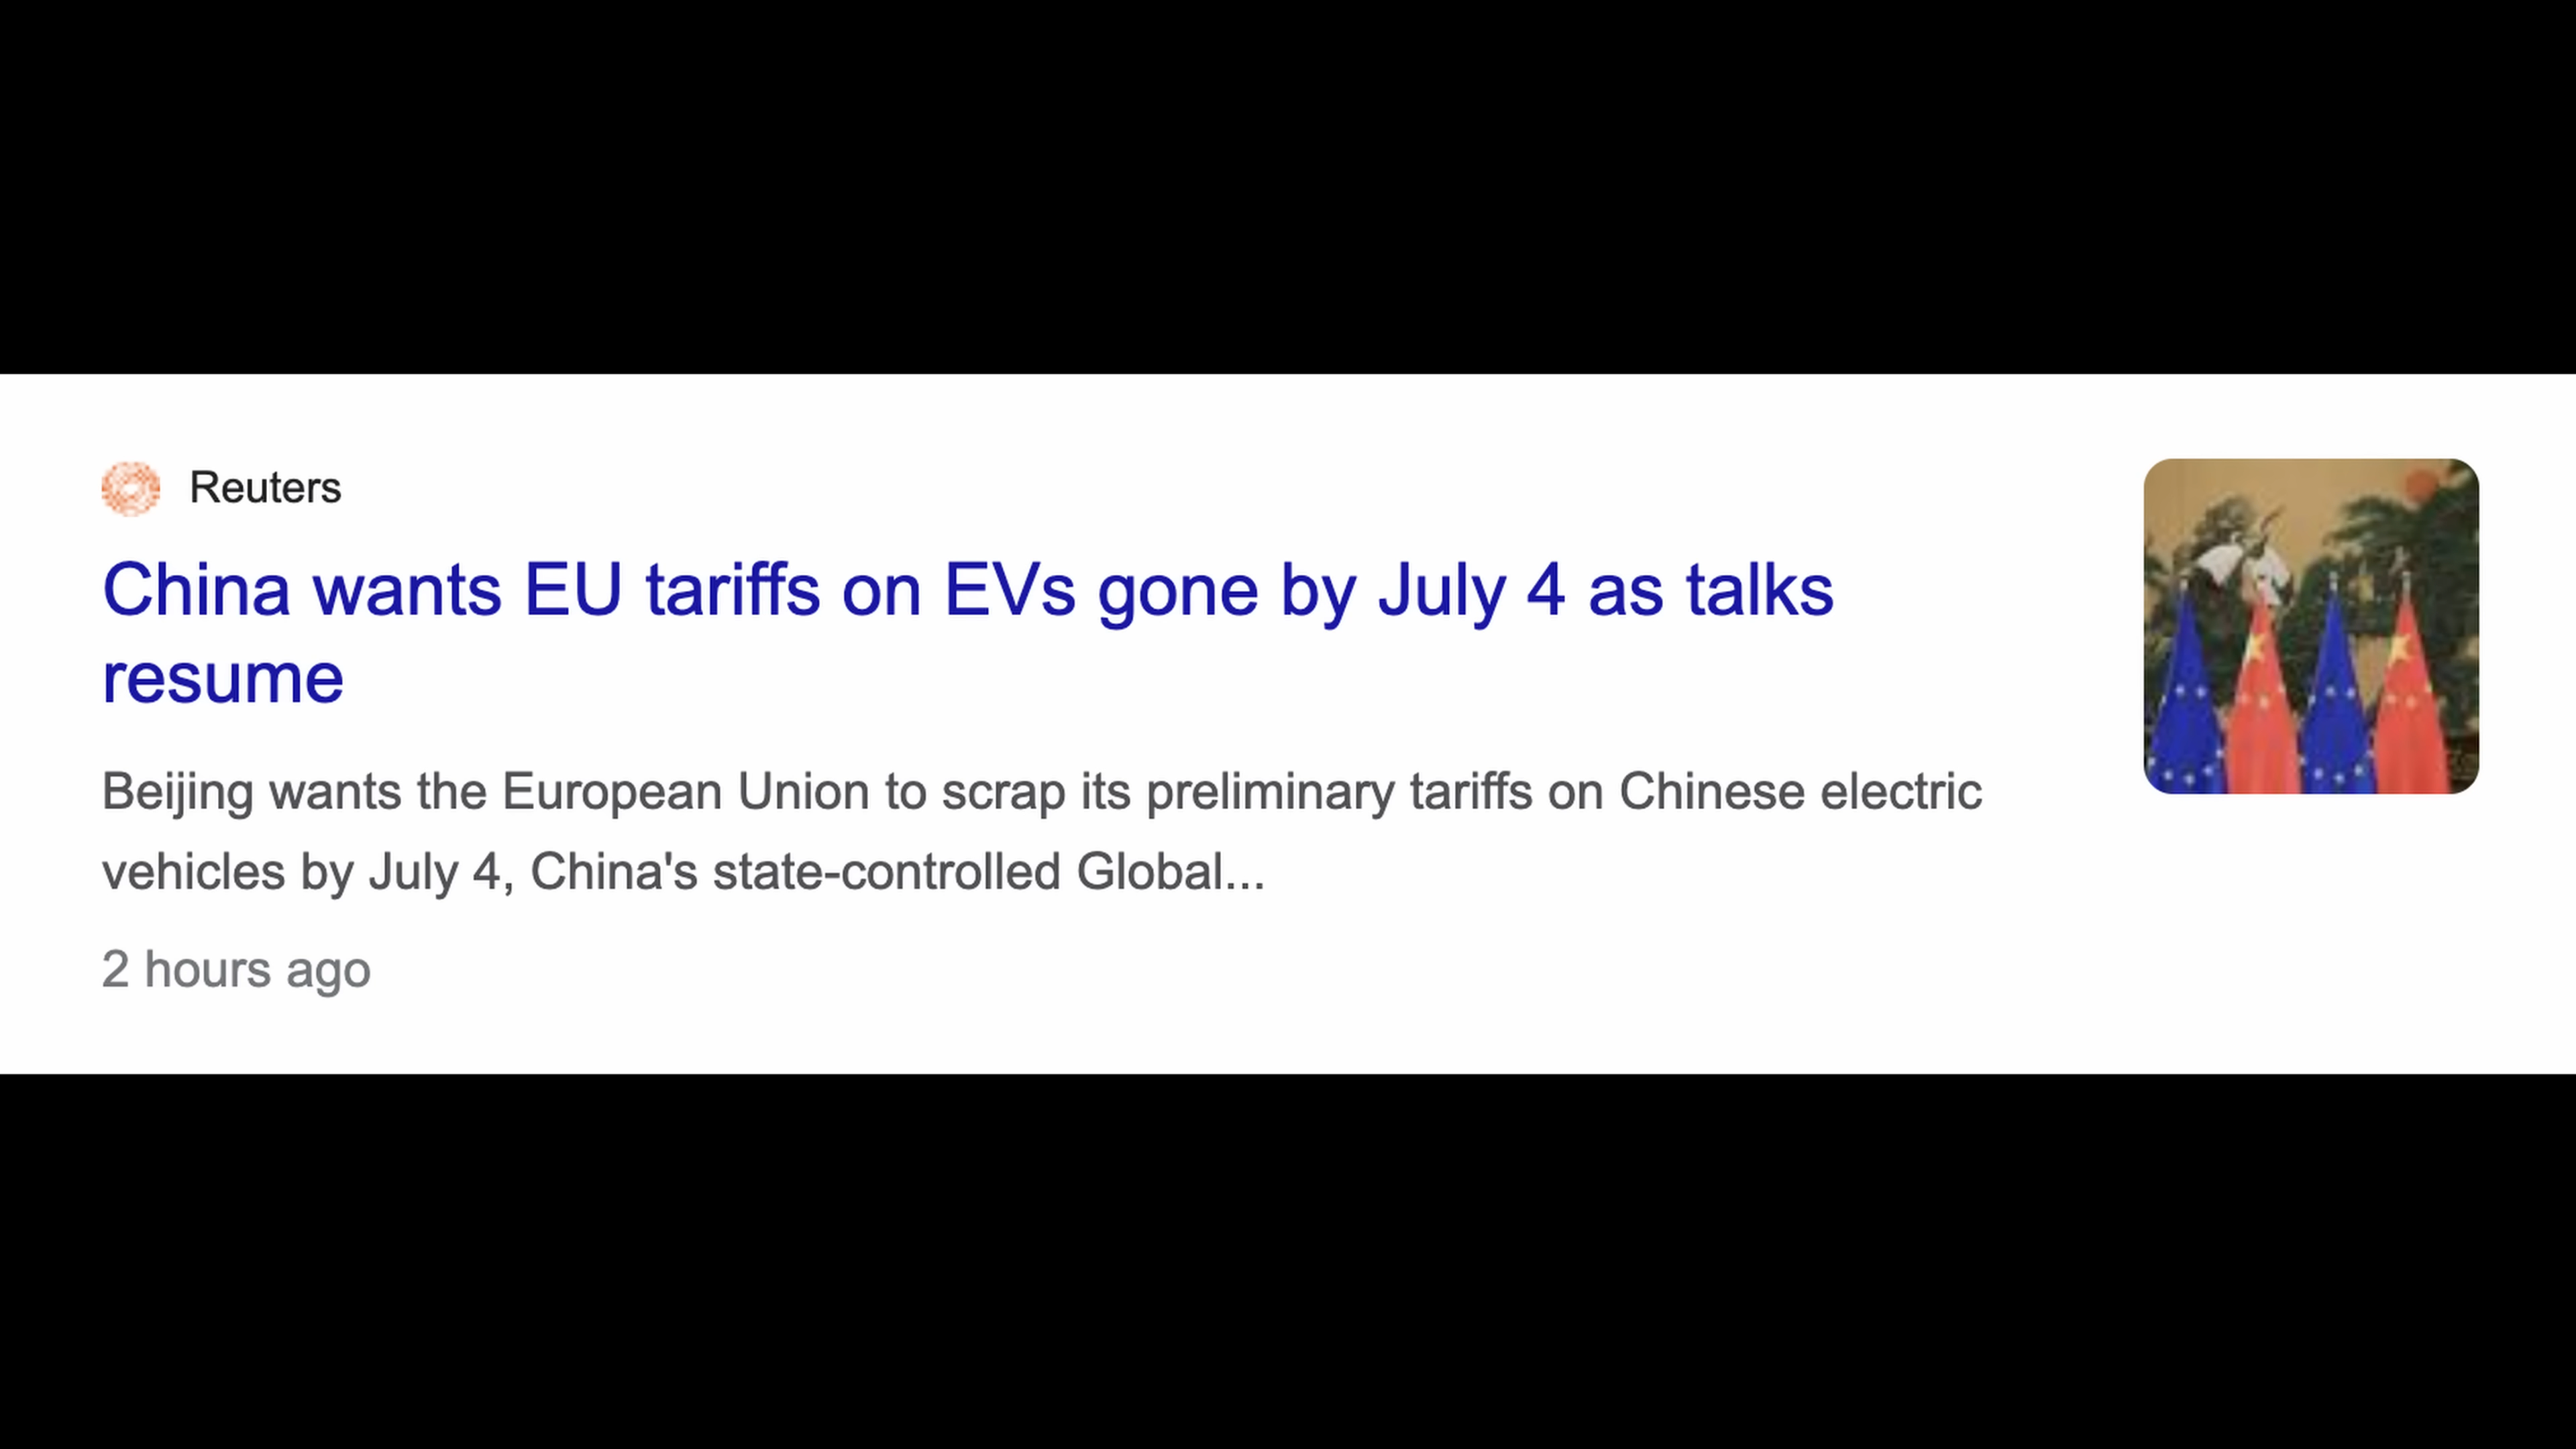 Reuters
China wants EU tariffs on EVs gone by July 4 as talks
resume
Beijing wants the European Union to scrap its preliminary tariffs on Chinese electric
vehicles by July 4, China's state-controlled Global...
2 hours ago